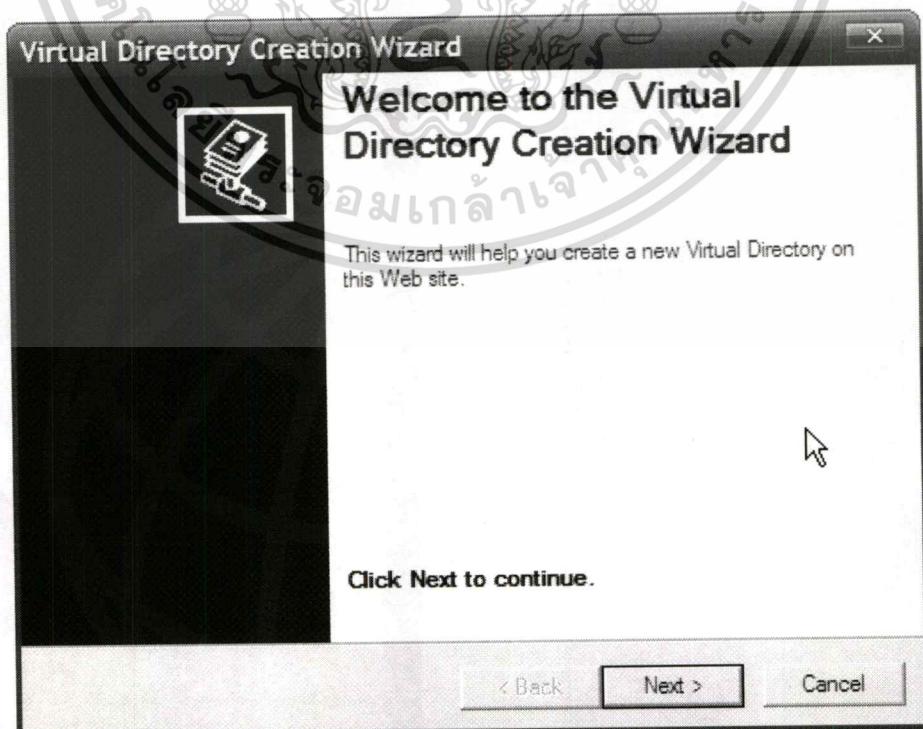 Virtual Directory Creation Wizard
Welcome to the Virtual
Directory Creation Wizard
This wizard will help you create a new Virtual Directory on
this Web site.
Click Next to continue.
< Back
Next >
Cancel
จอมเกล้าเจ้าคุณทหาร